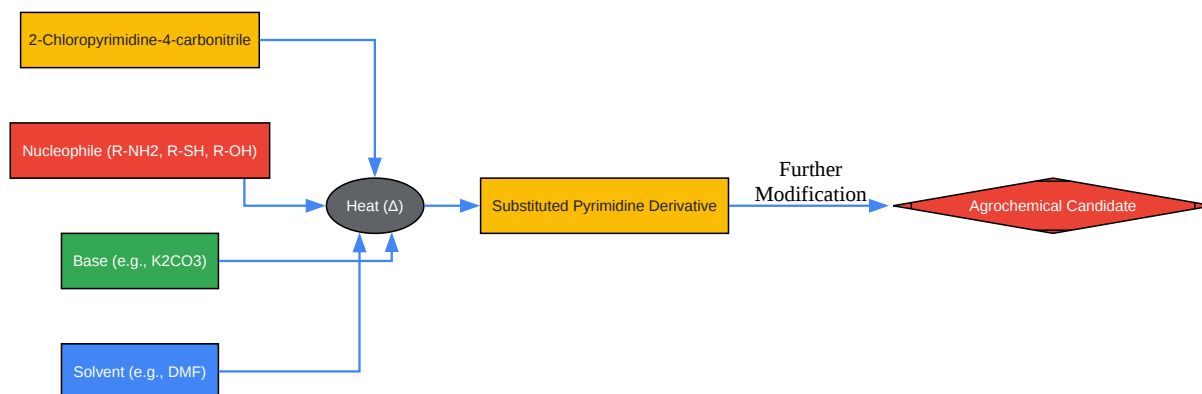 2-Chloropyrimidine-4-carbonitrile
Nucleophile (R-NH2, R-SH, R-OH)
Base (e.g., K2CO3)
Solvent (e.g., DMF)
Heat (Δ)
Substituted Pyrimidine Derivative
Further
Modification
Agrochemical Candidate